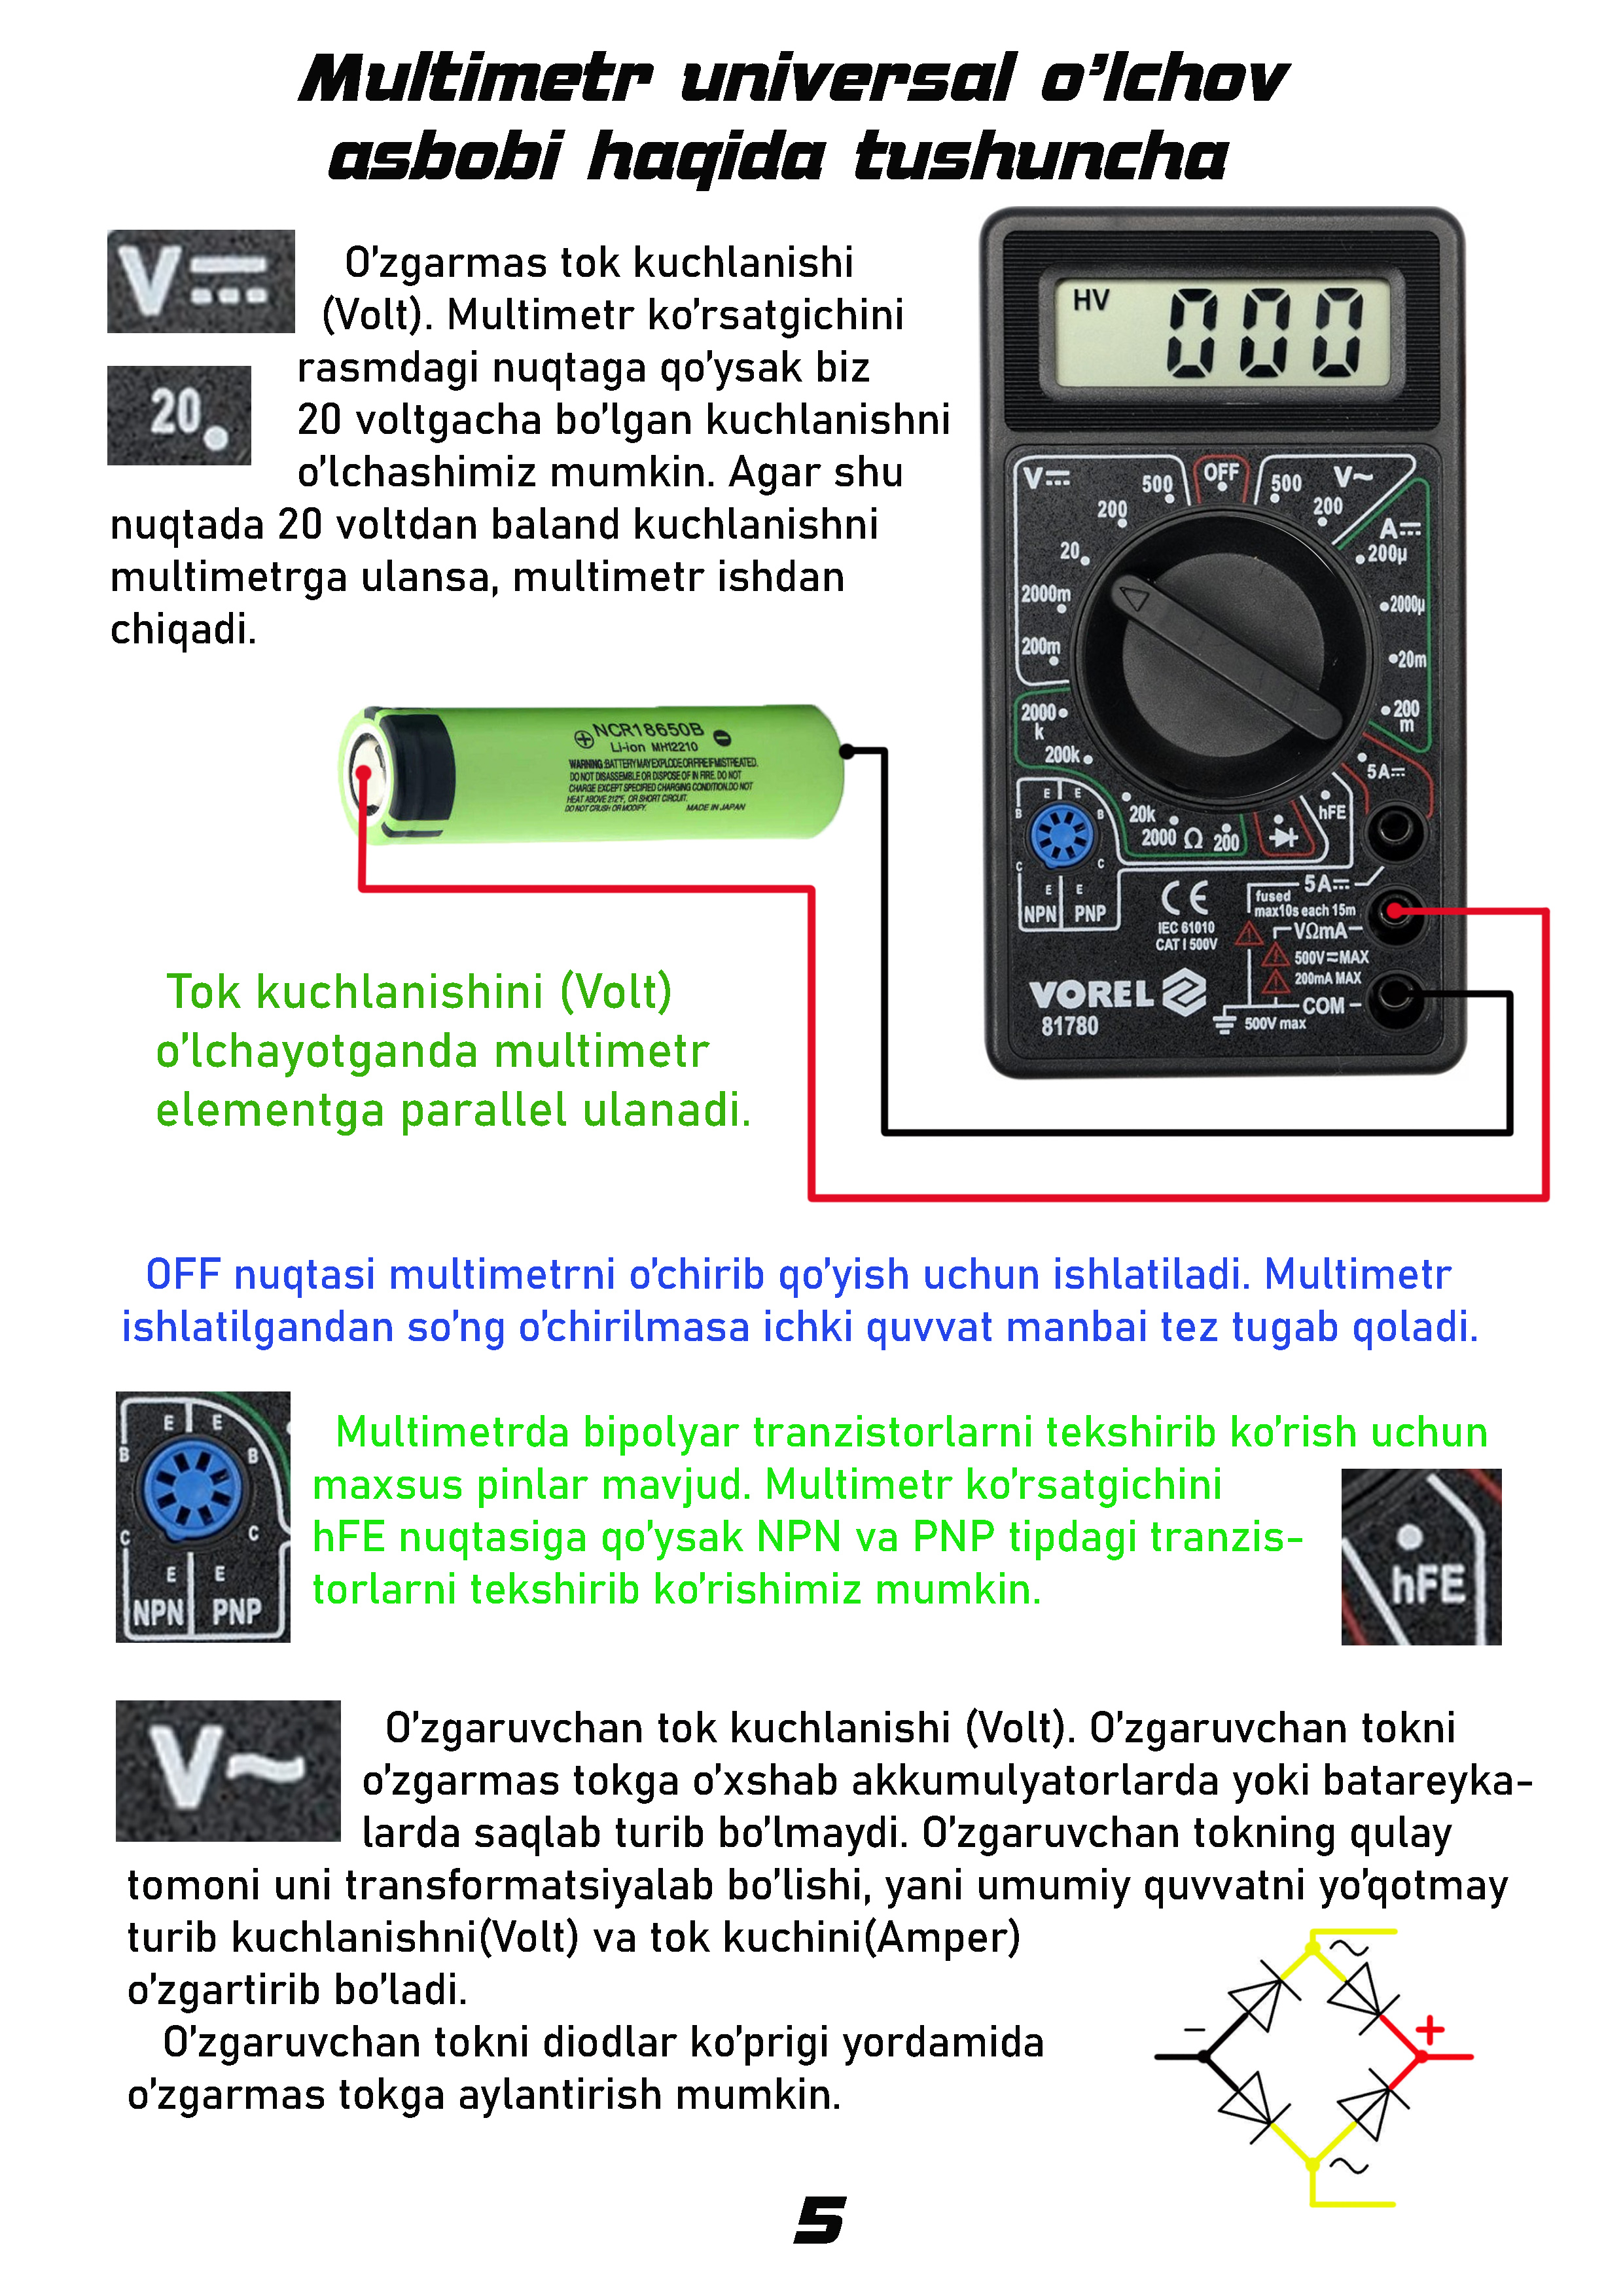 Multimetr universal o'lchov
asbobi haqida tushuncha
V
20
O'zgarmas tok kuchlanishi
(Volt). Multimetr ko'rsatgichini
rasmdagi nuqtaga qo'ysak biz
20 voltgacha bo'lgan kuchlanishni
o'lchashimiz mumkin. Agar shu
nuqtada 20 voltdan baland kuchlanishni
multimetrga ulansa, multimetr ishdan
chiqadi.
HV 000
V⎓ 500 OFF 500 V~
200 200
A⎓
20 200µ
2000m 2000µ
200m 20m
2000 k 200 m
200k 5A⎓
20k hFE
2000 Ω 200
E E
B B
C C
E E
NPN PNP
CE
IEC 61010
CAT I 500V
5A⎓
fused
max10s each 15m
VΩmA
500V⎓MAX
200mA MAX
COM
500V max
VOREL
81780
NCR18650B
Li-ion MH12210
WARNING:BATTERY MAY EXPLODE OR FIRE IF MISTREATED.
DO NOT DISASSEMBLE OR DISPOSE OF IN FIRE. DO NOT
CHARGE EXCEPT SPECIFIED CHARGING CONDITION.DO NOT
HEAT ABOVE 212°F, OR SHORT CIRCUIT.
DO NOT CRUSH OR MODIFY. MADE IN JAPAN
Tok kuchlanishini (Volt)
o'lchayotganda multimetr
elementga parallel ulanadi.
OFF nuqtasi multimetrni o'chirib qo'yish uchun ishlatiladi. Multimetr
ishlatilgandan so'ng o'chirilmasa ichki quvvat manbai tez tugab qoladi.
E E
B B
C C
E E
NPN PNP
Multimetrda bipolyar tranzistorlarni tekshirib ko'rish uchun
maxsus pinlar mavjud. Multimetr ko'rsatgichini
hFE nuqtasiga qo'ysak NPN va PNP tipdagi tranzis-
torlarni tekshirib ko'rishimiz mumkin.
hFE
V~
O'zgaruvchan tok kuchlanishi (Volt). O'zgaruvchan tokni
o'zgarmas tokga o'xshab akkumulyatorlarda yoki batareyka-
larda saqlab turib bo'lmaydi. O'zgaruvchan tokning qulay
tomoni uni transformatsiyalab bo'lishi, yani umumiy quvvatni yo'qotmay
turib kuchlanishni(Volt) va tok kuchini(Amper)
o'zgartirib bo'ladi.
O'zgaruvchan tokni diodlar ko'prigi yordamida
o'zgarmas tokga aylantirish mumkin.
~
− +
~
5